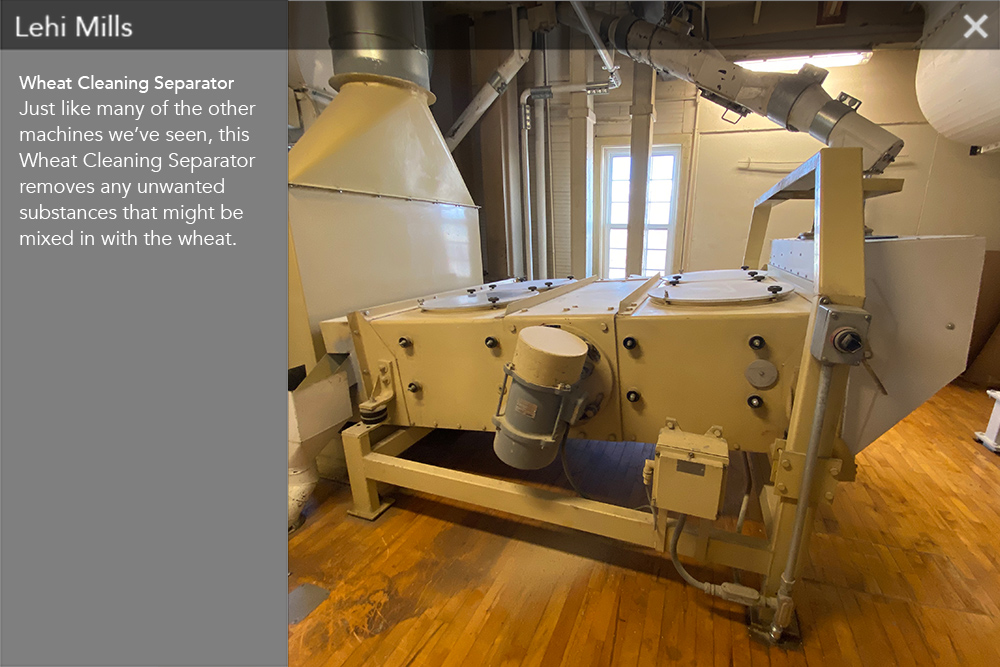 Lehi Mills
Wheat Cleaning Separator
Just like many of the other
machines we’ve seen, this
Wheat Cleaning Separator
removes any unwanted
substances that might be
mixed in with the wheat.